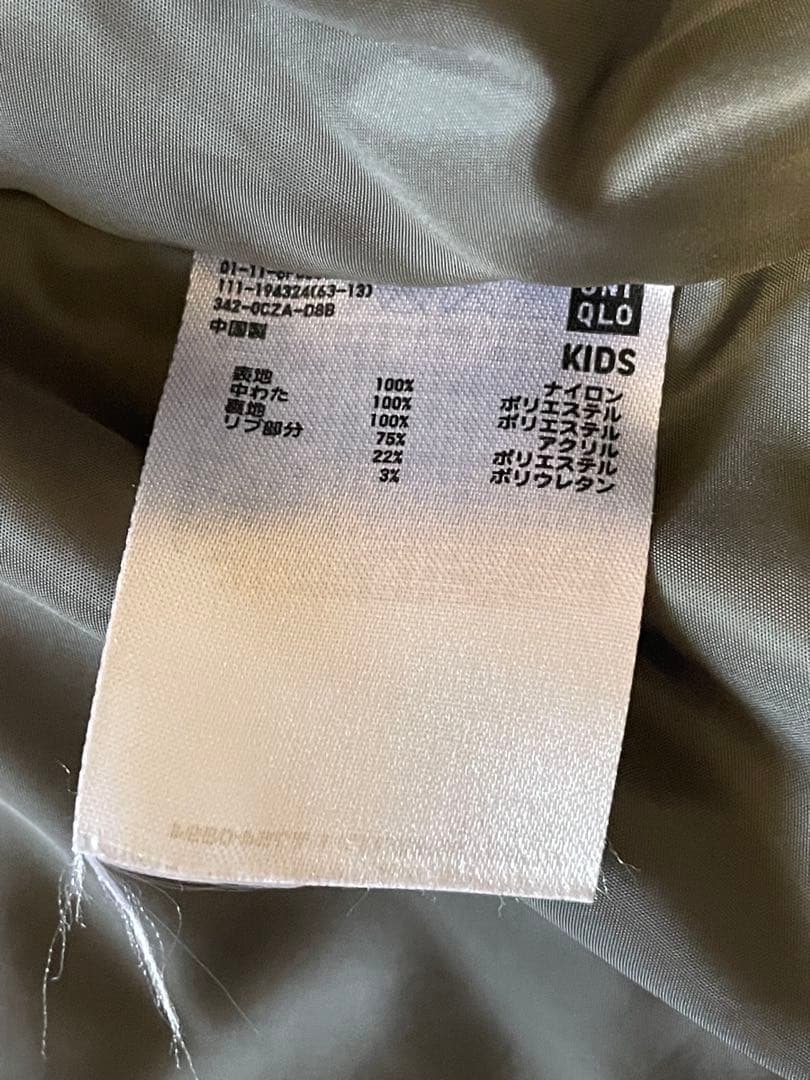 111-194324(63-13)
342-0CZA-D8B
中国製
UNI
QLO
KIDS
表地 100% ナイロン
中わた 100% ポリエステル
裏地 100% ポリエステル
リブ部分 75% アクリル
22% ポリエステル
3% ポリウレタン